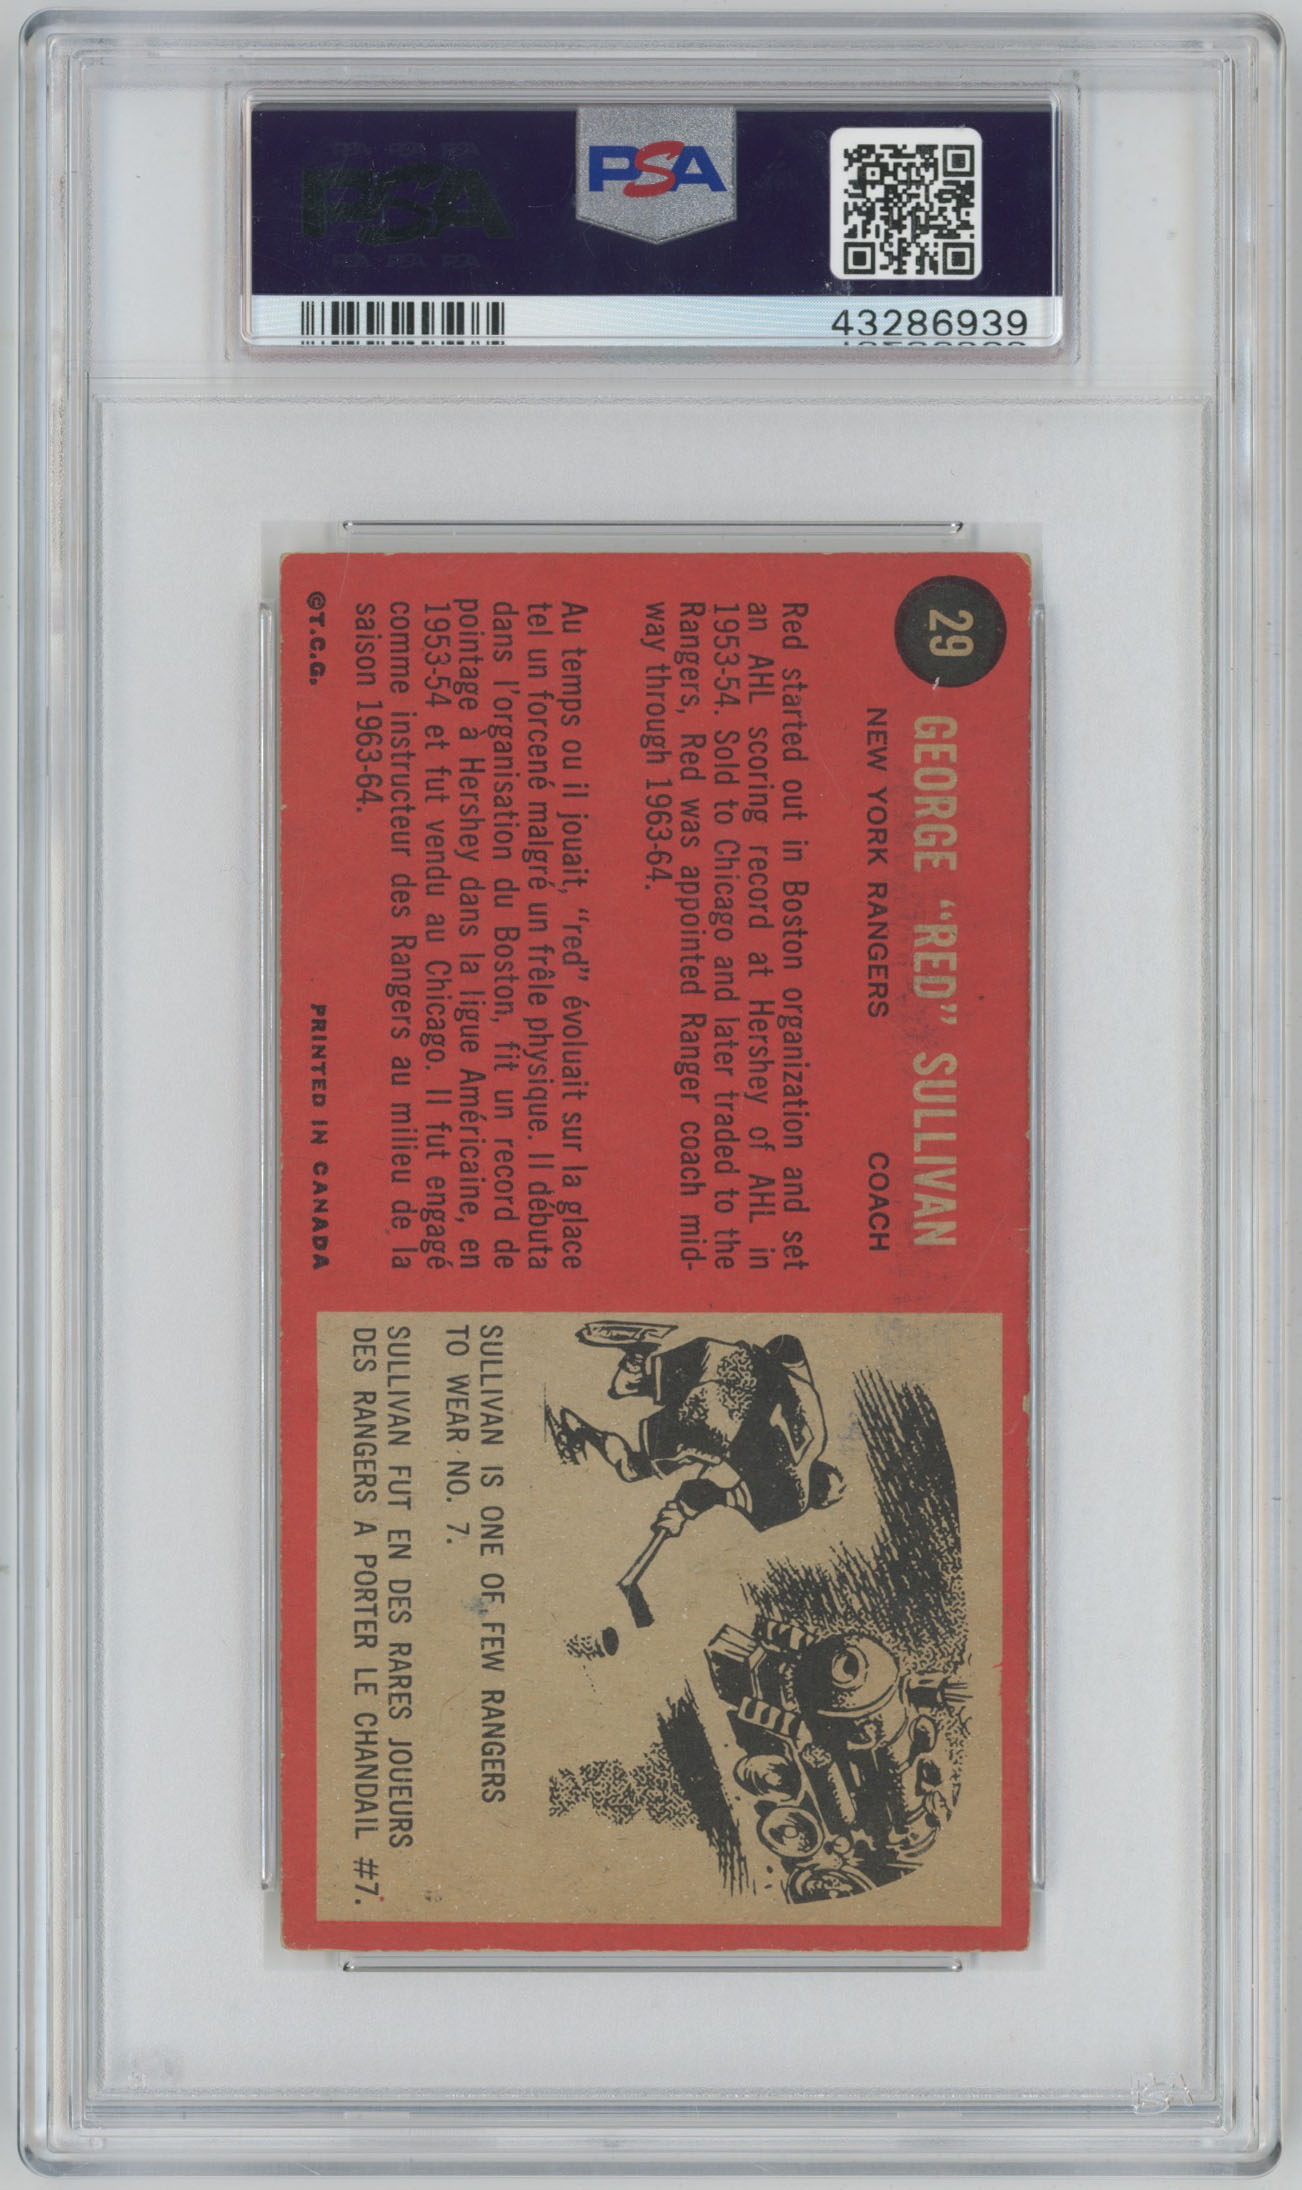 PSA
PSA
43286939
29
GEORGE "RED" SULLIVAN
NEW YORK RANGERS COACH
Red started out in Boston organization and set
an AHL scoring record at Hershey of AHL in
1953-54. Sold to Chicago and later traded to the
Rangers, Red was appointed Ranger coach mid-
way through 1963-64.
Au temps ou il jouait, "red" évoluait sur la glace
tel un forcené malgré un frêle physique. Il débuta
dans l'organisation du Boston, fit un record de
pointage à Hershey dans la ligue Américaine, en
1953-54 et fut vendu au Chicago. Il fut engagé
comme instructeur des Rangers au milieu de la
saison 1963-64.
©T.C.G. PRINTED IN CANADA
SULLIVAN IS ONE OF FEW RANGERS
TO WEAR NO. 7.
SULLIVAN FUT EN DES RARES JOUEURS
DES RANGERS A PORTER LE CHANDAIL #7.
PSA